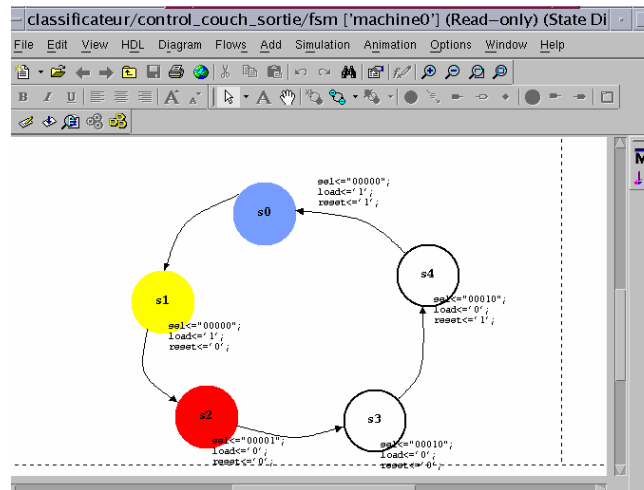 classificateur/control_couch_sortie/fsm ['machine0'] (Read-only) (State Di
File Edit View HDL Diagram Flows Add Simulation Animation Options Window Help
B I U A A A
s0
sel<="00000";
load<='1';
reset<='1';
s4
sel<="00010";
load<='0';
reset<='1';
s1
sel<="00000";
load<='1';
reset<='0';
s2
sel<="00001";
load<='0';
reset<='0';
s3
sel<="00010";
load<='0';
reset<='0';
M